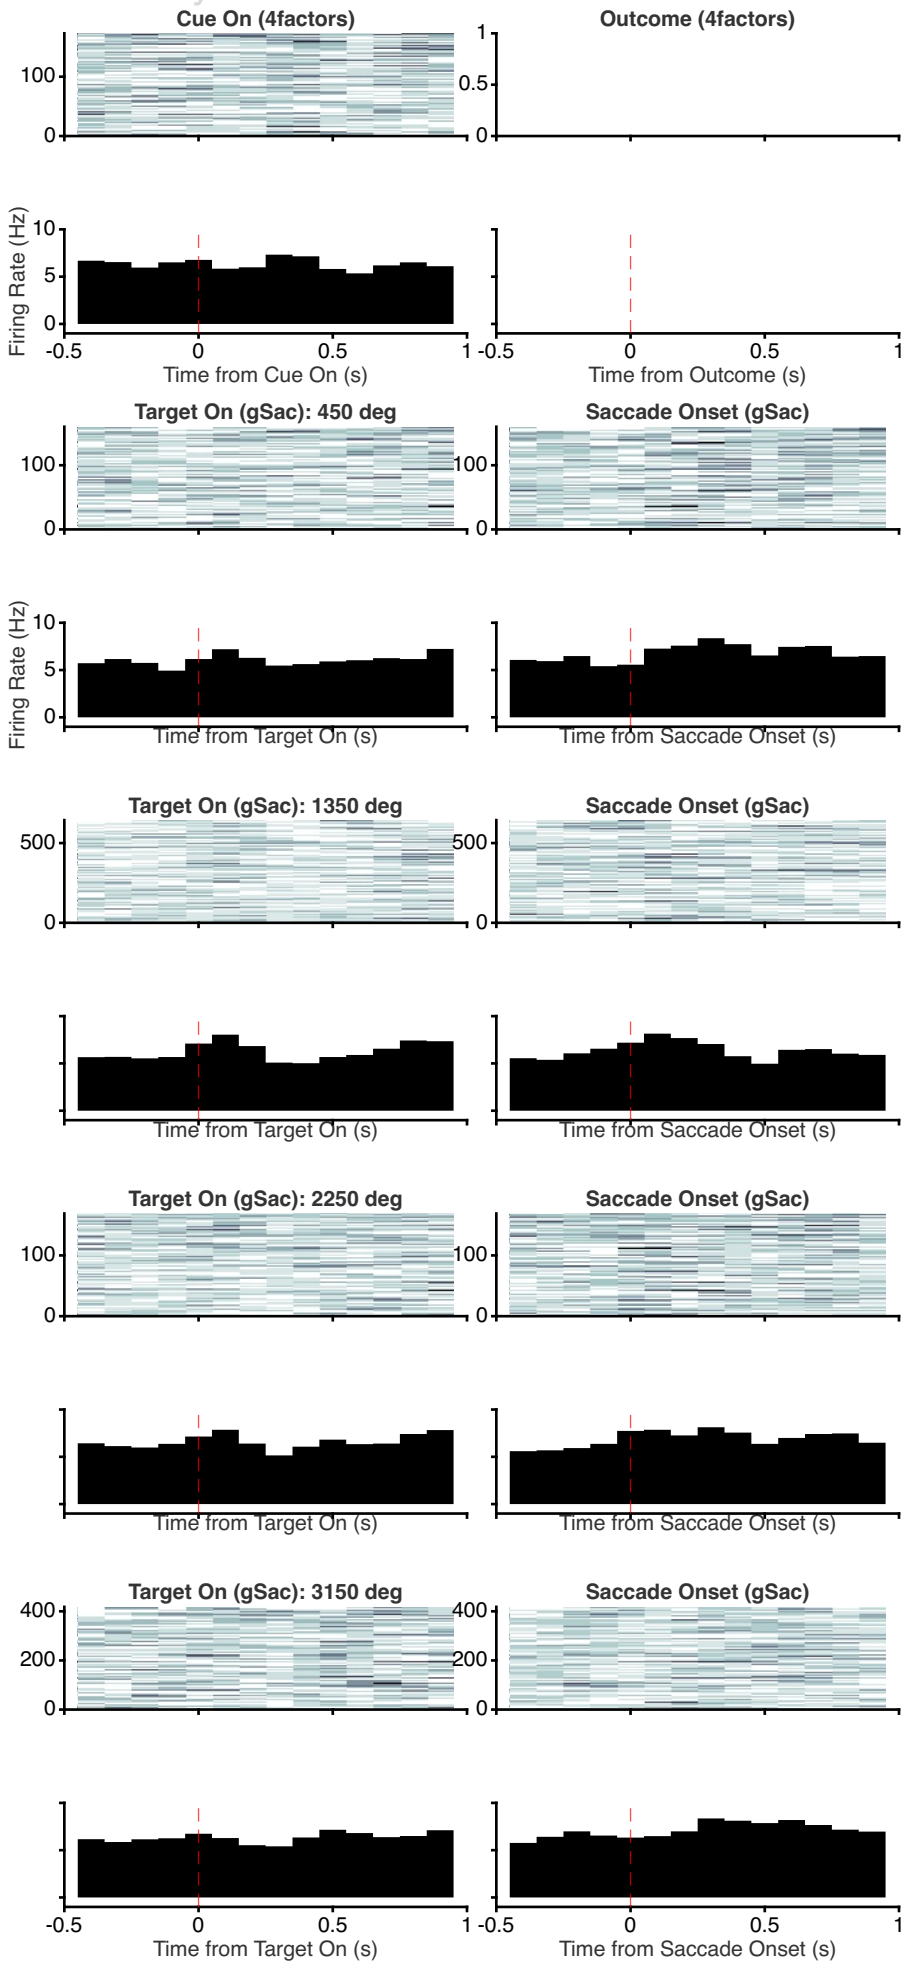 Cue On (4factors) Outcome (4factors)
100
0
1
0.5
0
Firing Rate (Hz)
10
5
0
-0.5 0 0.5 1 -0.5 0 0.5 1
Time from Cue On (s) Time from Outcome (s)
Target On (gSac): 450 deg Saccade Onset (gSac)
100 100
0 0
Firing Rate (Hz)
10
5
0
Time from Target On (s) Time from Saccade Onset (s)
Target On (gSac): 1350 deg Saccade Onset (gSac)
500 500
0 0
Time from Target On (s) Time from Saccade Onset (s)
Target On (gSac): 2250 deg Saccade Onset (gSac)
100 100
0 0
Time from Target On (s) Time from Saccade Onset (s)
Target On (gSac): 3150 deg Saccade Onset (gSac)
400 400
200 200
0 0
-0.5 0 0.5 1 -0.5 0 0.5 1
Time from Target On (s) Time from Saccade Onset (s)